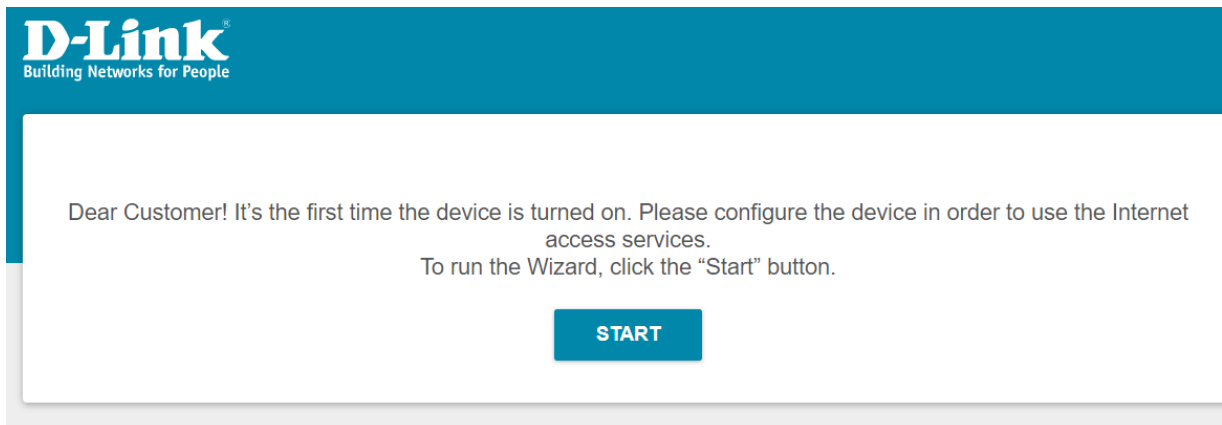 D-Link®
Building Networks for People
Dear Customer! It’s the first time the device is turned on. Please configure the device in order to use the Internet
access services.
To run the Wizard, click the “Start” button.
START